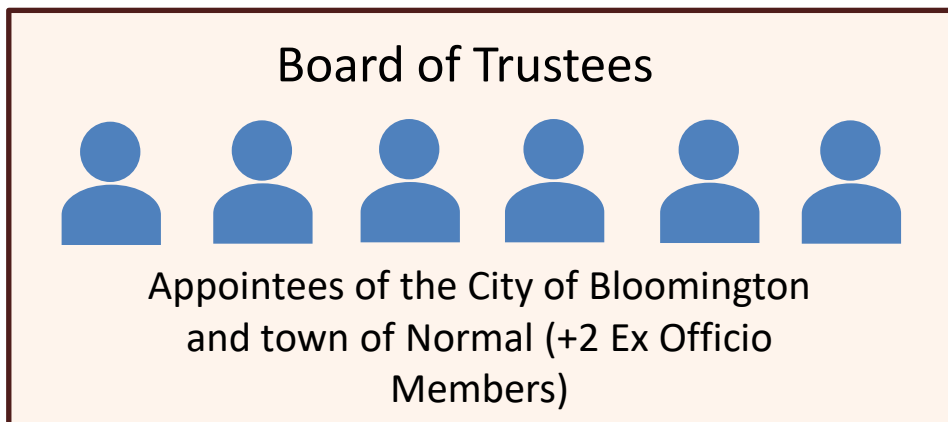 Board of Trustees
Appointees of the City of Bloomington
and town of Normal (+2 Ex Officio
Members)